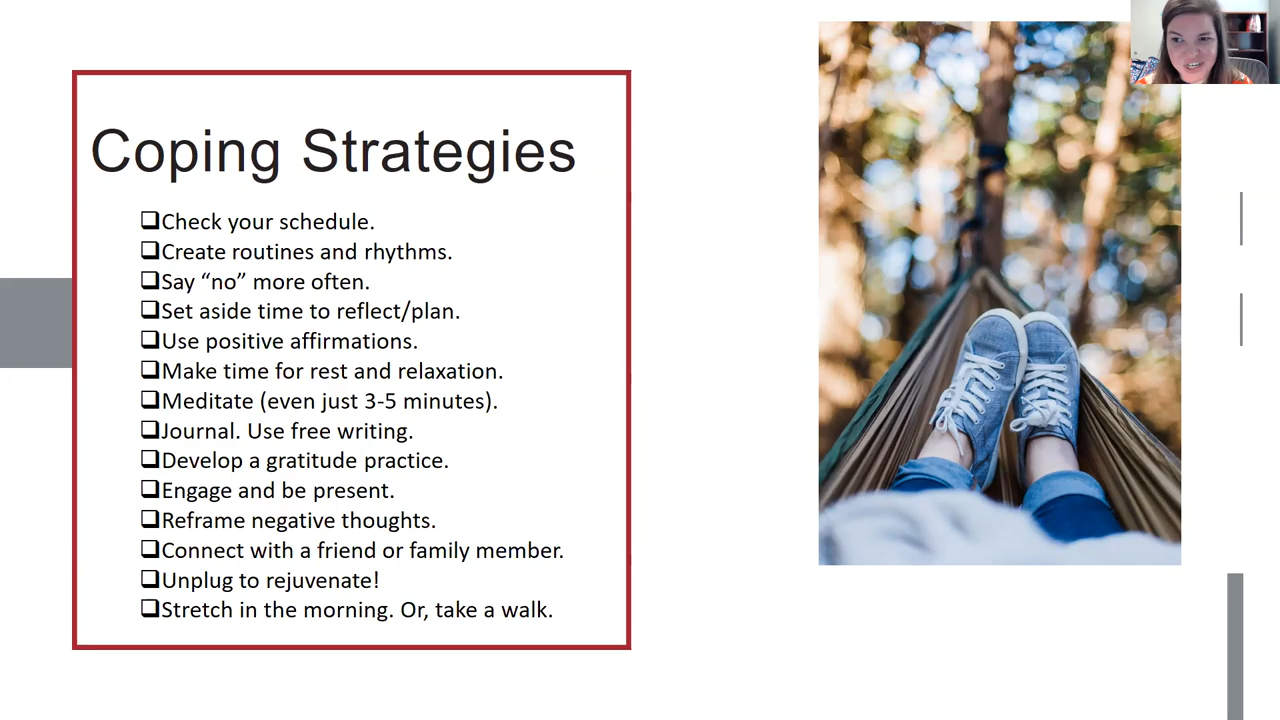 Coping Strategies
❑Check your schedule.
❑Create routines and rhythms.
❑Say “no” more often.
❑Set aside time to reflect/plan.
❑Use positive affirmations.
❑Make time for rest and relaxation.
❑Meditate (even just 3-5 minutes).
❑Journal. Use free writing.
❑Develop a gratitude practice.
❑Engage and be present.
❑Reframe negative thoughts.
❑Connect with a friend or family member.
❑Unplug to rejuvenate!
❑Stretch in the morning. Or, take a walk.